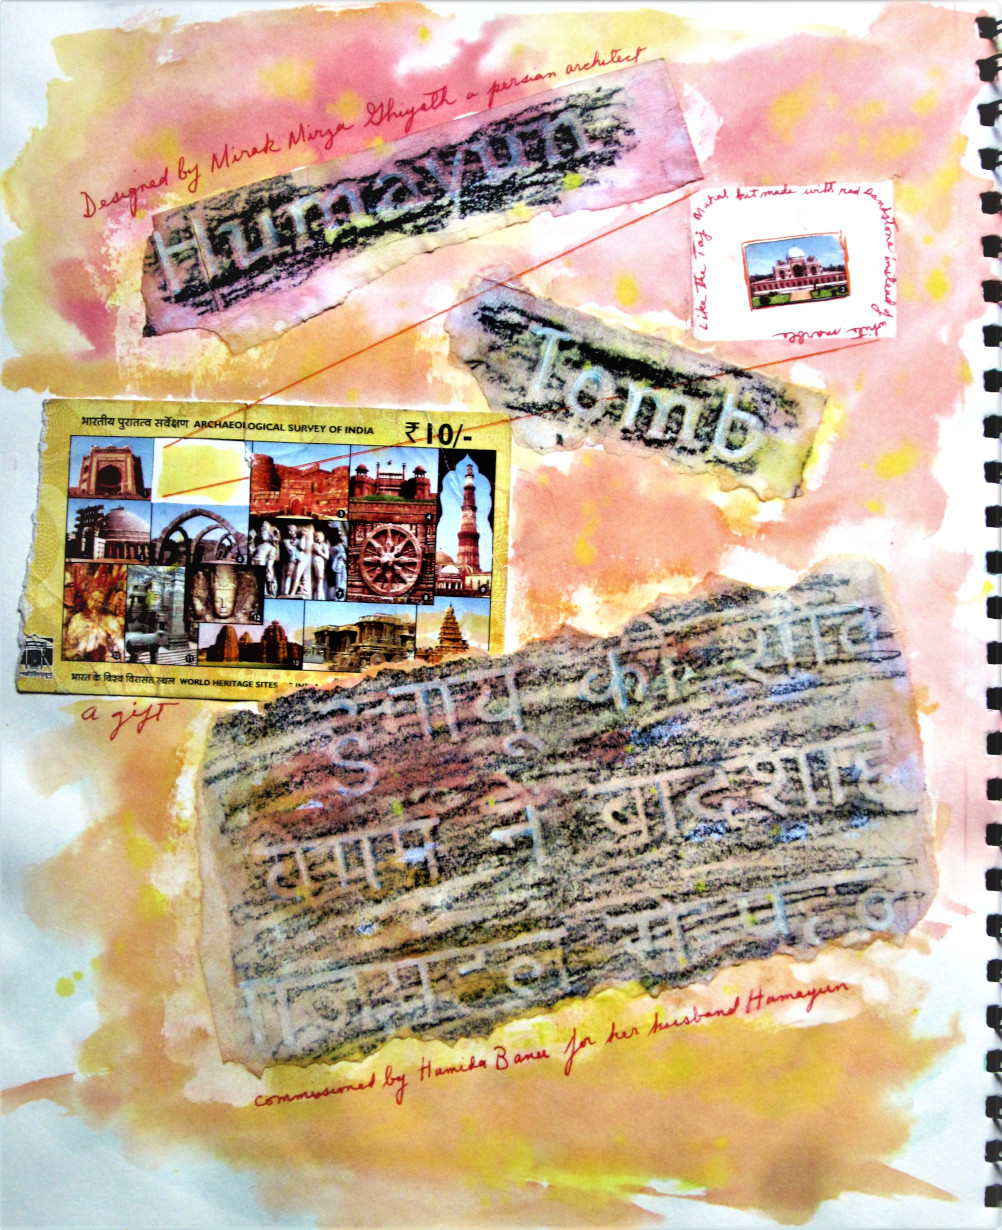 Designed by Mirak Mirza Ghiyath a persian architect
Humayun
Like the Taj Mahal but made with red Sandstone instead of white marble
Tomb
भारतीय पुरातत्व सर्वेक्षण ARCHAEOLOGICAL SURVEY OF INDIA
₹10/-
भारत के विश्व विरासत स्थल WORLD HERITAGE SITES
a gift
की
ने बादशाह
commissioned by Hamida Banu for her husband Hamayun